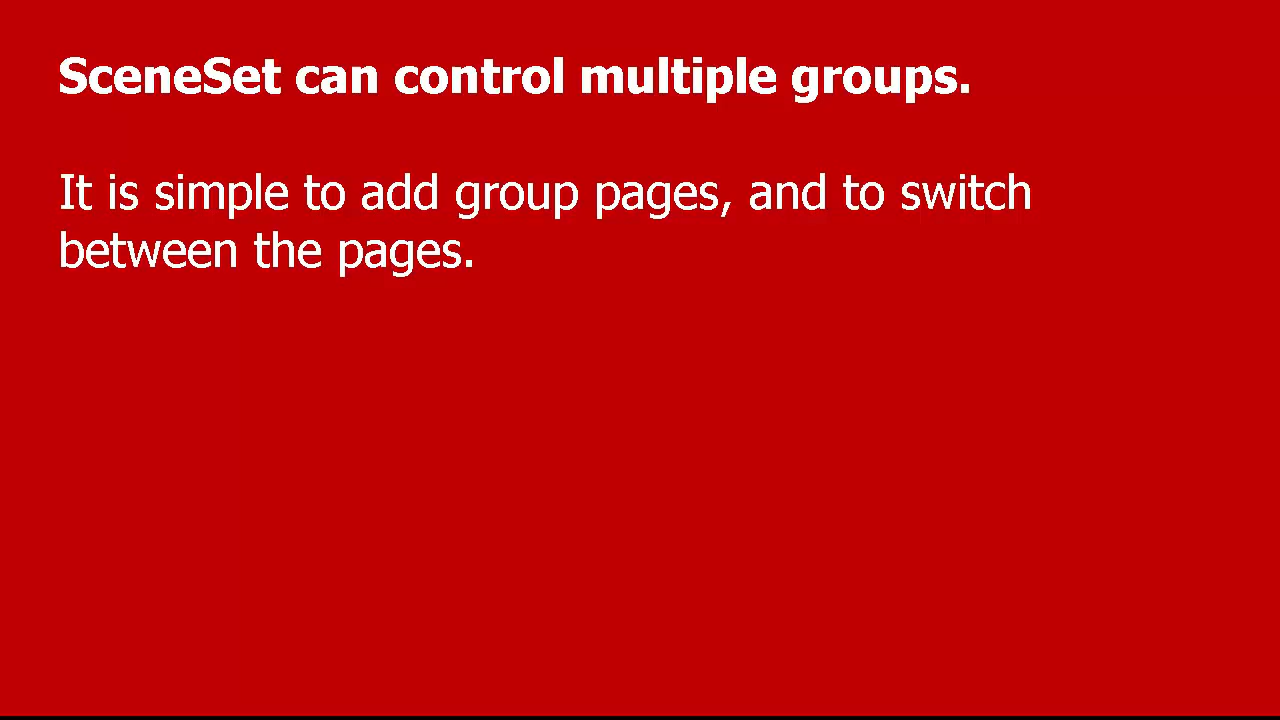 SceneSet can control multiple groups.
It is simple to add group pages, and to switch
between the pages.